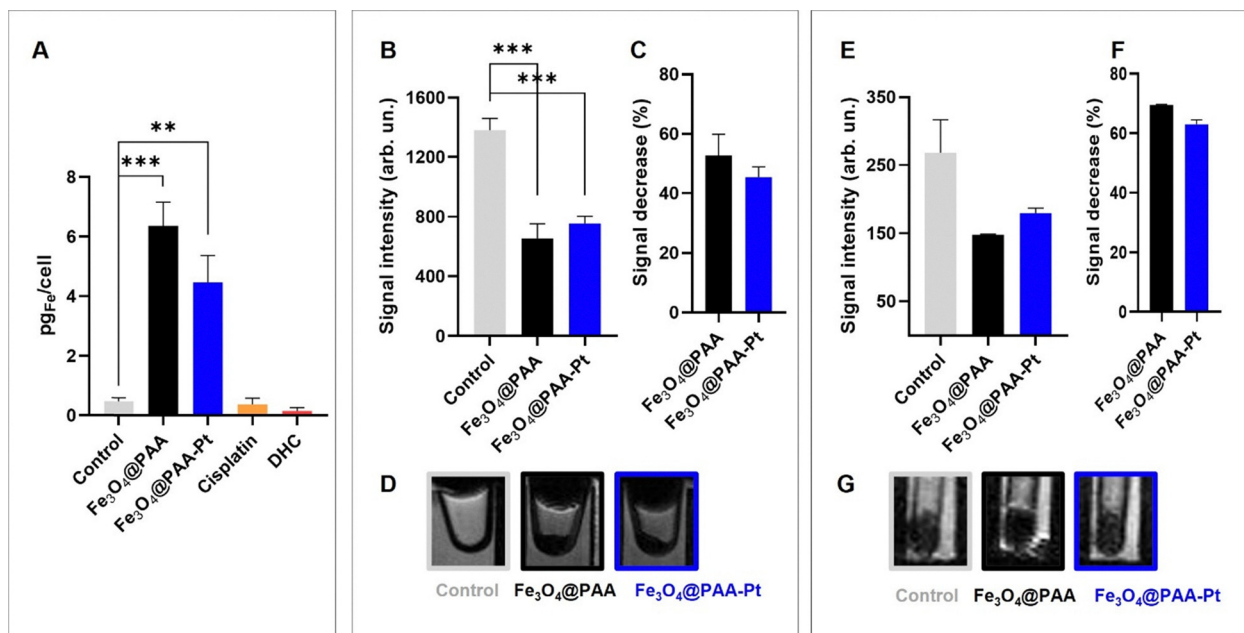 A
pgFe/cell
8
6
4
2
0
***
**
Control
Fe₃O₄@PAA
Fe₃O₄@PAA-Pt
Cisplatin
DHC
B
Signal intensity (arb. un.)
1600
1200
800
400
0
***
***
Control
Fe₃O₄@PAA
Fe₃O₄@PAA-Pt
C
Signal decrease (%)
80
60
40
20
0
Fe₃O₄@PAA
Fe₃O₄@PAA-Pt
D
Control
Fe₃O₄@PAA
Fe₃O₄@PAA-Pt
E
Signal intensity (arb. un.)
350
250
150
50
Control
Fe₃O₄@PAA
Fe₃O₄@PAA-Pt
F
Signal decrease (%)
80
60
40
20
0
Fe₃O₄@PAA
Fe₃O₄@PAA-Pt
G
Control
Fe₃O₄@PAA
Fe₃O₄@PAA-Pt